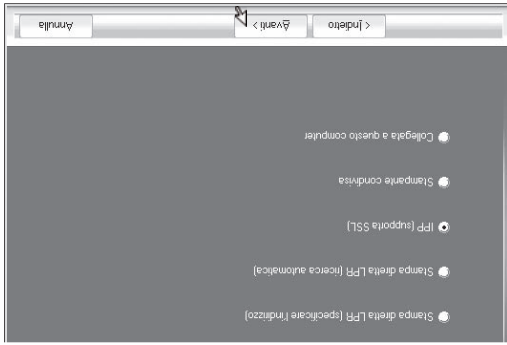 Stampa diretta LPR (specificare l'indirizzo)
Stampa diretta LPR (ricerca automatica)
IPP (supporta SSL)
Stampante condivisa
Collegata a questo computer
< Indietro
Avanti >
Annulla